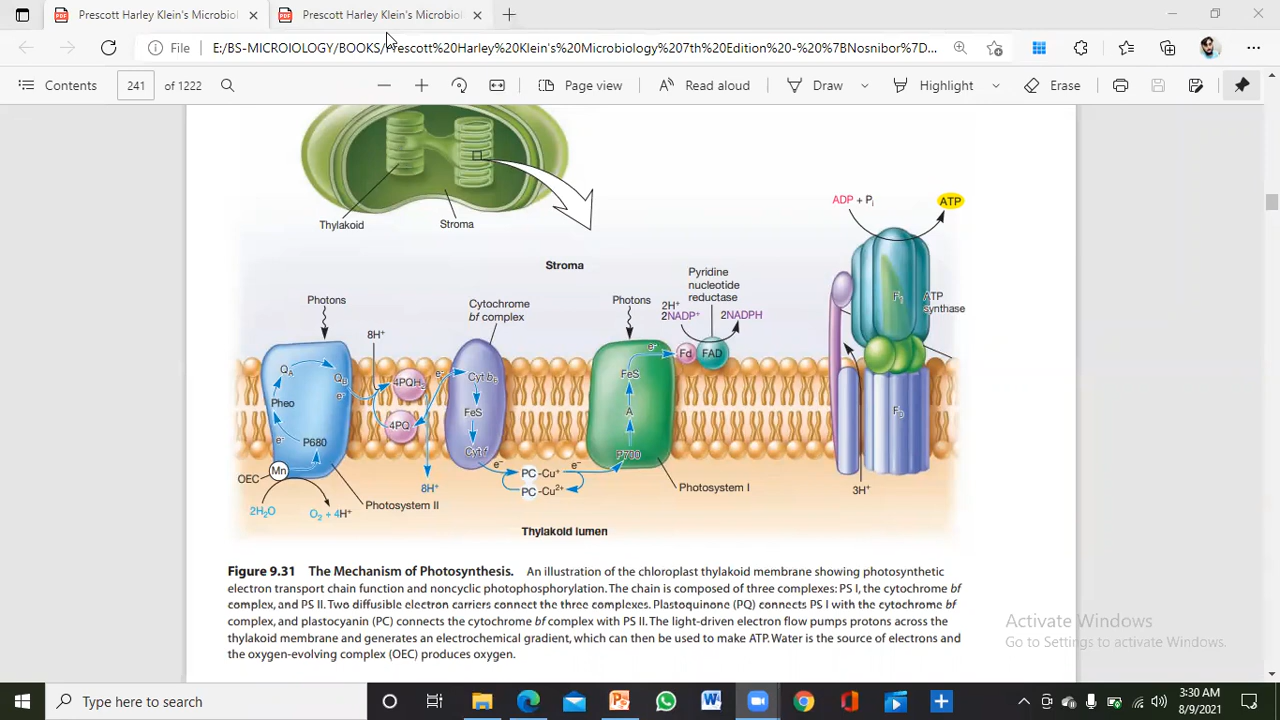 Prescott Harley Klein's Microbiol
Prescott Harley Klein's Microbiol
File
E:/BS-MICROIOLOGY/BOOKS/Prescott%20Harley%20Klein's%20Microbiology%207th%20Edition%20-%20%7BNosnibor%7D...
Contents
241 of 1222
Page view
Read aloud
Draw
Highlight
Erase
Thylakoid
Stroma
ADP + Pi
ATP
Stroma
Photons
Cytochrome
bf complex
Photons
Pyridine
nucleotide
reductase
2H+
2NADP+
2NADPH
F1
ATP
synthase
8H+
e–
Fd
FAD
QA
QB
e–
4PQH2
e–
Cyt b6
FeS
Pheo
4PQ
FeS
A
F0
e–
P680
Cyt f
P700
OEC
Mn
e–
PC-Cu+
e–
PC-Cu2+
8H+
Photosystem I
3H+
2H2O
O2 + 4H+
Photosystem II
Thylakoid lumen
Figure 9.31 The Mechanism of Photosynthesis. An illustration of the chloroplast thylakoid membrane showing photosynthetic
electron transport chain function and noncyclic photophosphorylation. The chain is composed of three complexes: PS I, the cytochrome bf
complex, and PS II. Two diffusible electron carriers connect the three complexes. Plastoquinone (PQ) connects PS I with the cytochrome bf
complex, and plastocyanin (PC) connects the cytochrome bf complex with PS II. The light-driven electron flow pumps protons across the
thylakoid membrane and generates an electrochemical gradient, which can then be used to make ATP. Water is the source of electrons and
the oxygen-evolving complex (OEC) produces oxygen.
Activate Windows
Go to Settings to activate Windows.
Type here to search
3:30 AM
8/9/2021